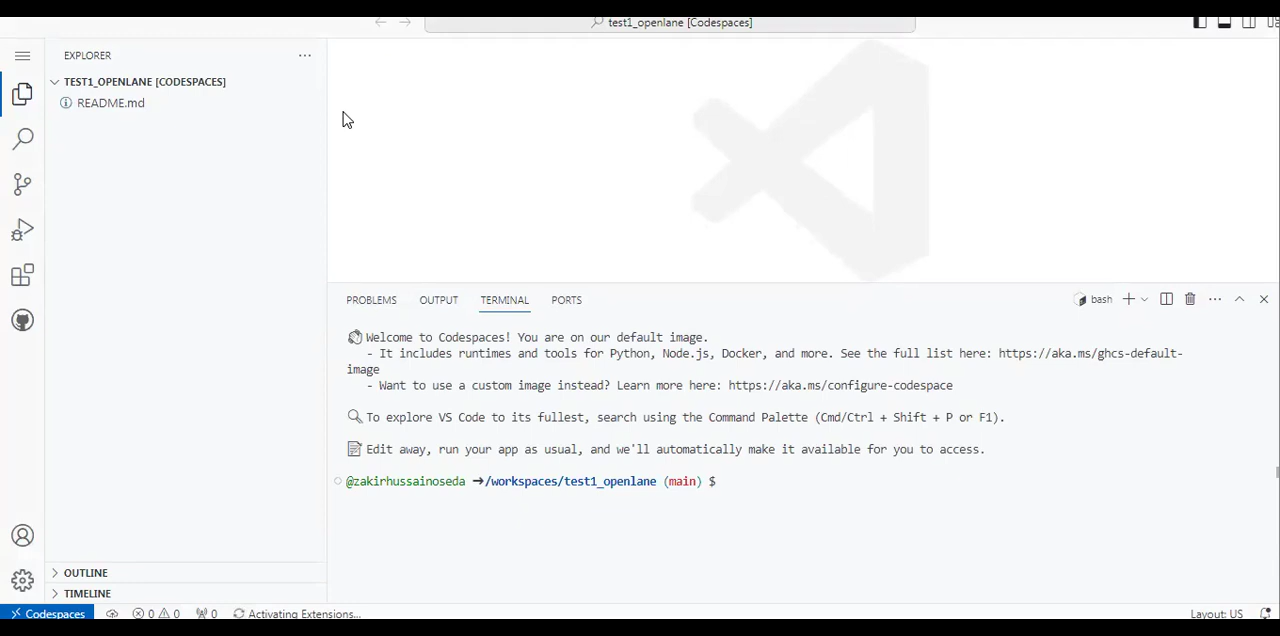 test1_openlane [Codespaces]
EXPLORER
TEST1_OPENLANE [CODESPACES]
README.md
PROBLEMS OUTPUT TERMINAL PORTS
bash
Welcome to Codespaces! You are on our default image.
- It includes runtimes and tools for Python, Node.js, Docker, and more. See the full list here: https://aka.ms/ghcs-default-
image
- Want to use a custom image instead? Learn more here: https://aka.ms/configure-codespace
To explore VS Code to its fullest, search using the Command Palette (Cmd/Ctrl + Shift + P or F1).
Edit away, run your app as usual, and we'll automatically make it available for you to access.
@zakirhussainoseda ➜/workspaces/test1_openlane (main) $
OUTLINE
TIMELINE
Codespaces 0 0 0 Activating Extensions... Layout: US